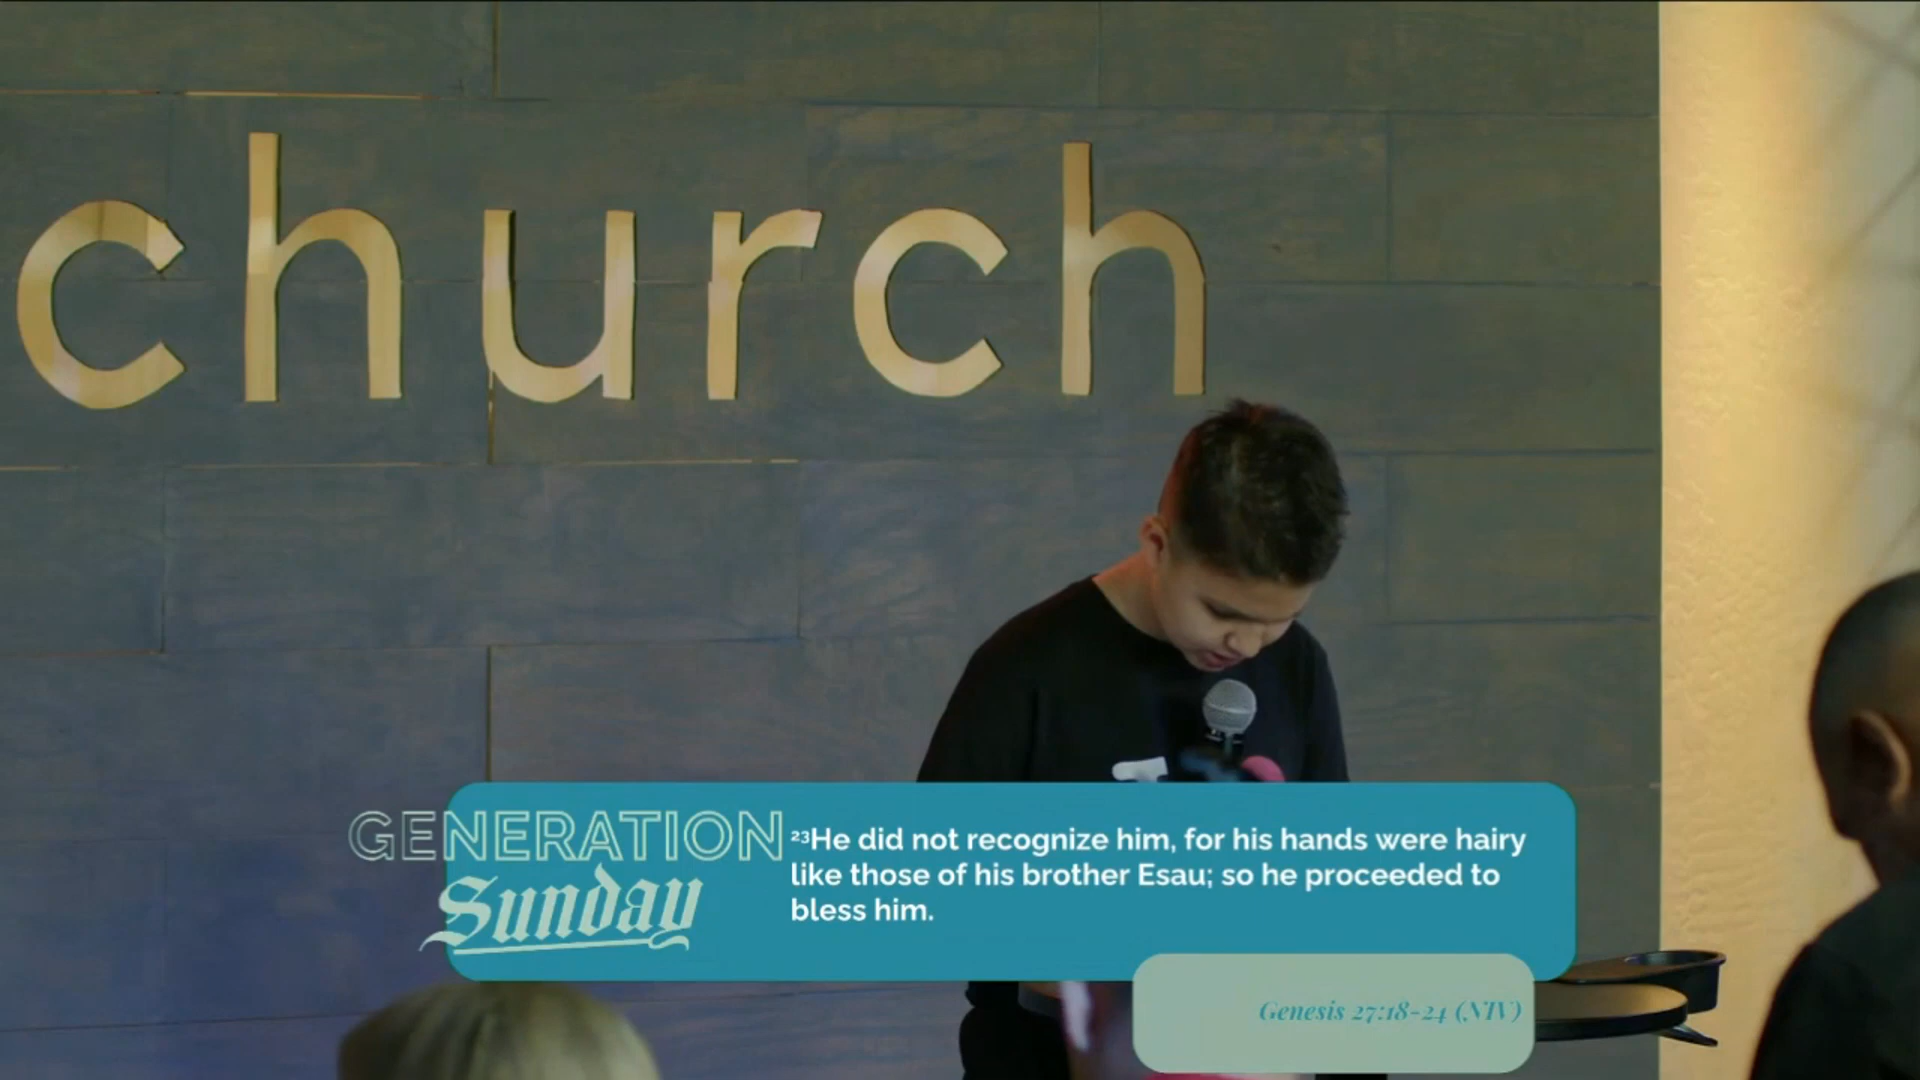 church
GENERATION
Sunday
²³He did not recognize him, for his hands were hairy
like those of his brother Esau; so he proceeded to
bless him.
Genesis 27:18-24 (NIV)